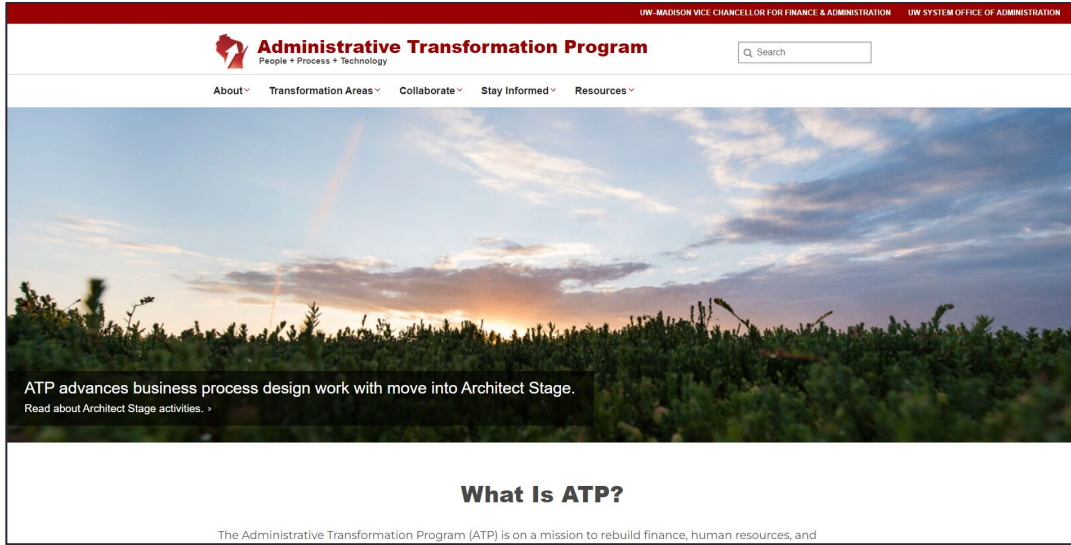 UW–MADISON VICE CHANCELLOR FOR FINANCE & ADMINISTRATION UW SYSTEM OFFICE OF ADMINISTRATION
Administrative Transformation Program
People + Process + Technology
Search
About Transformation Areas Collaborate Stay Informed Resources
ATP advances business process design work with move into Architect Stage.
Read about Architect Stage activities. »
What Is ATP?
The Administrative Transformation Program (ATP) is on a mission to rebuild finance, human resources, and